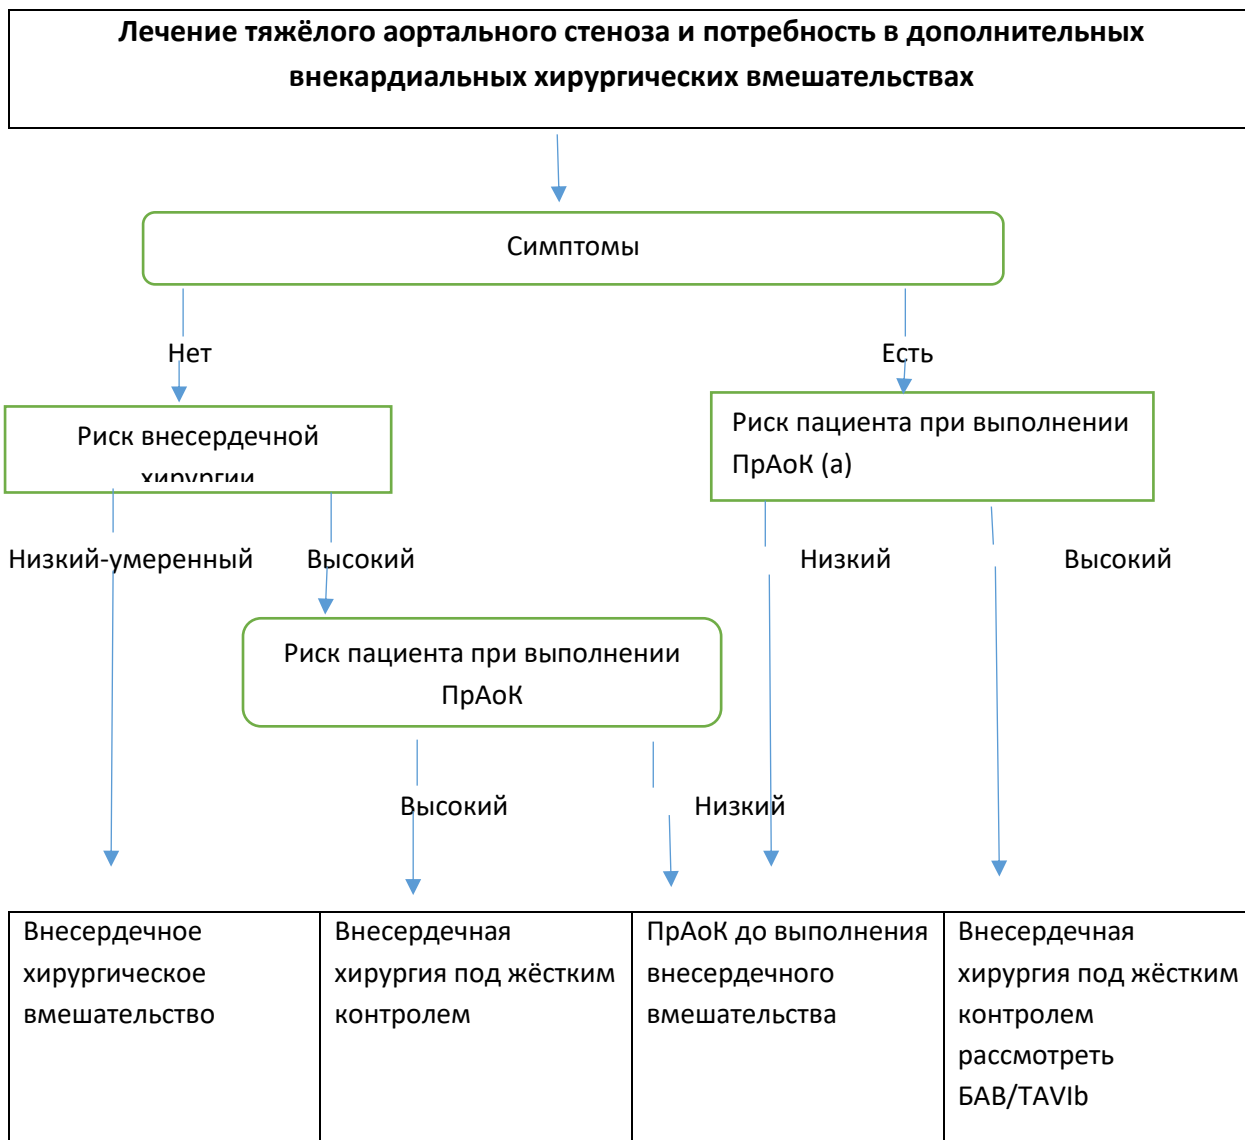 Лечение тяжёлого аортального стеноза и потребность в дополнительных
внекардиальных хирургических вмешательствах
Симптомы
Нет
Есть
Риск внесердечной
хирургии
Риск пациента при выполнении
ПрАоК (а)
Низкий-умеренный
Высокий
Низкий
Высокий
Риск пациента при выполнении
ПрАоК
Высокий
Низкий
Внесердечное
хирургическое
вмешательство
Внесердечная
хирургия под жёстким
контролем
ПрАоК до выполнения
внесердечного
вмешательства
Внесердечная
хирургия под жёстким
контролем
рассмотреть
БАВ/TAVIb